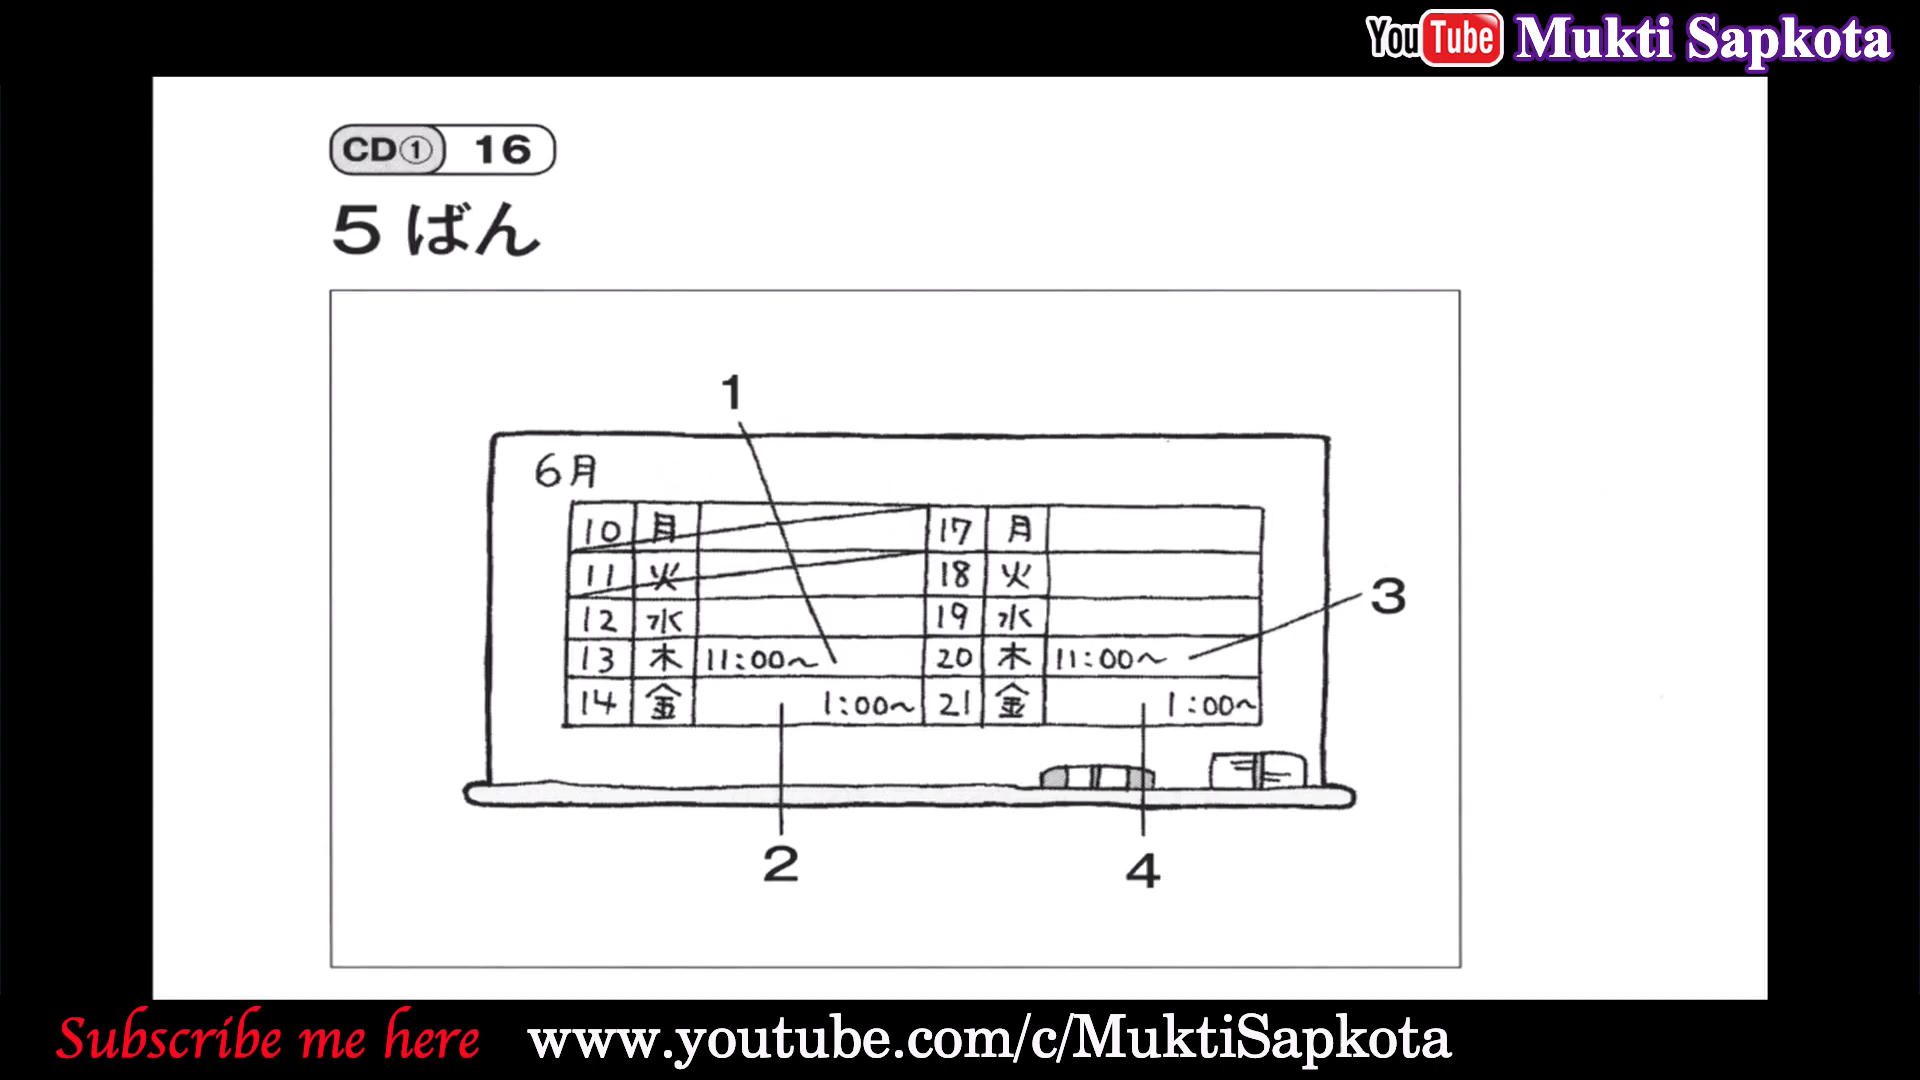 YouTube Mukti Sapkota
CD① 16
5 ばん
1
6月
10 月 17 月
11 火 18 火
12 水 19 水
13 木 11:00～ 20 木 11:00～
14 金 1:00～ 21 金 1:00～
3
2
4
Subscribe me here www.youtube.com/c/MuktiSapkota